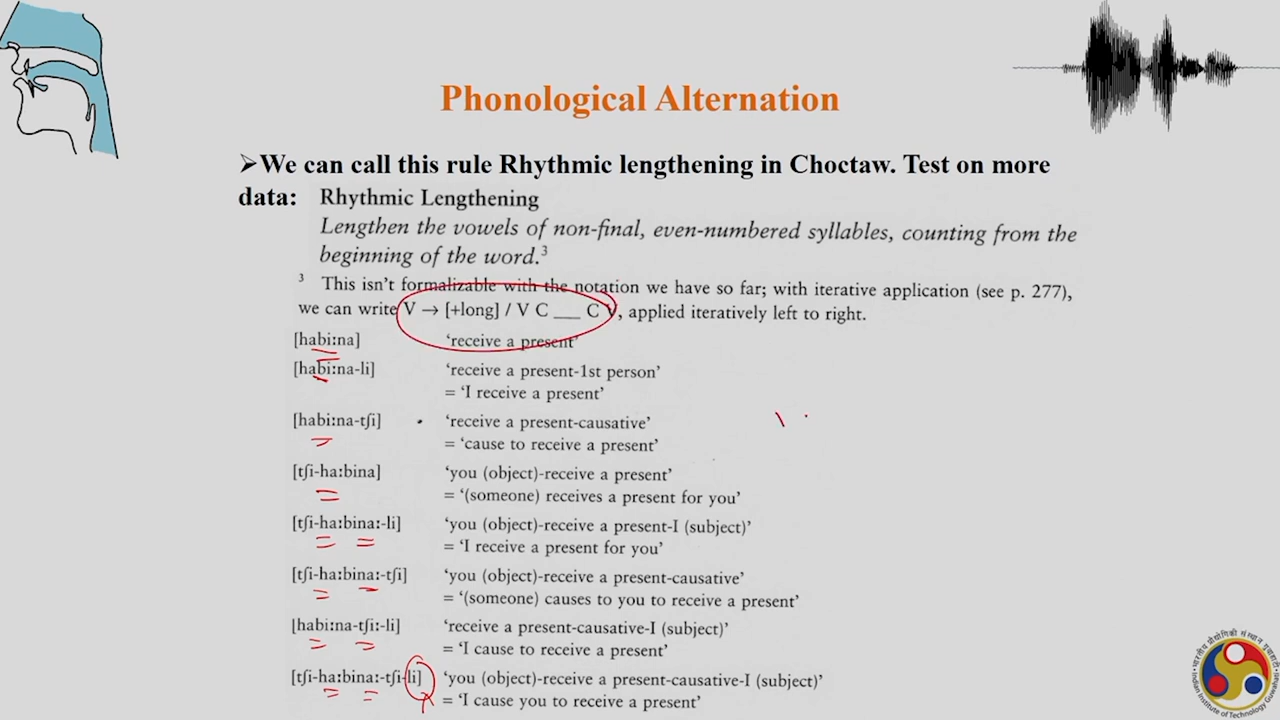 Phonological Alternation
➢We can call this rule Rhythmic lengthening in Choctaw. Test on more
data: Rhythmic Lengthening
Lengthen the vowels of non-final, even-numbered syllables, counting from the
beginning of the word.³
³ This isn't formalizable with the notation we have so far; with iterative application (see p. 277),
we can write V → [+long] / V C ___ C V, applied iteratively left to right.
[habiːna] 'receive a present'
[habiːna-li] 'receive a present-1st person'
= 'I receive a present'
[habiːna-tʃi] 'receive a present-causative'
= 'cause to receive a present'
[tʃi-haːbina] 'you (object)-receive a present'
= '(someone) receives a present for you'
[tʃi-haːbinaː-li] 'you (object)-receive a present-I (subject)'
= 'I receive a present for you'
[tʃi-haːbinaː-tʃi] 'you (object)-receive a present-causative'
= '(someone) causes to you to receive a present'
[habiːna-tʃiː-li] 'receive a present-causative-I (subject)'
= 'I cause to receive a present'
[tʃi-haːbinaː-tʃi-li] 'you (object)-receive a present-causative-I (subject)'
= 'I cause you to receive a present'
भारतीय प्रौद्योगिकी संस्थान गुवाहाटी
Indian Institute of Technology Guwahati